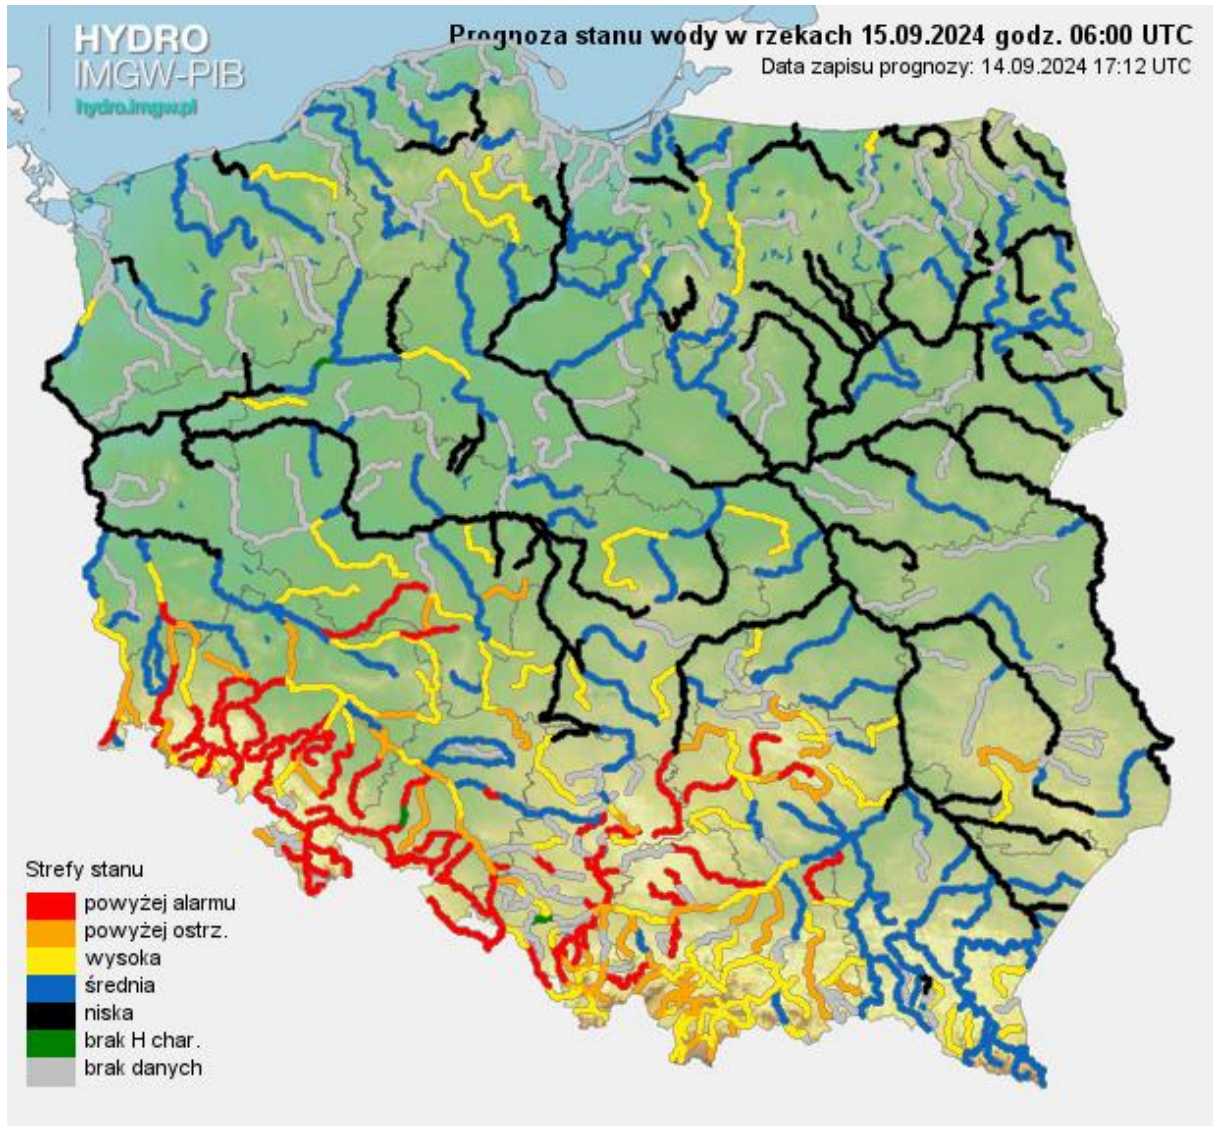 HYDRO
IMGW-PIB
hydro.imgw.pl
Prognoza stanu wody w rzekach 15.09.2024 godz. 06:00 UTC
Data zapisu prognozy: 14.09.2024 17:12 UTC
Strefy stanu
powyżej alarmu
powyżej ostrz.
wysoka
średnia
niska
brak H char.
brak danych